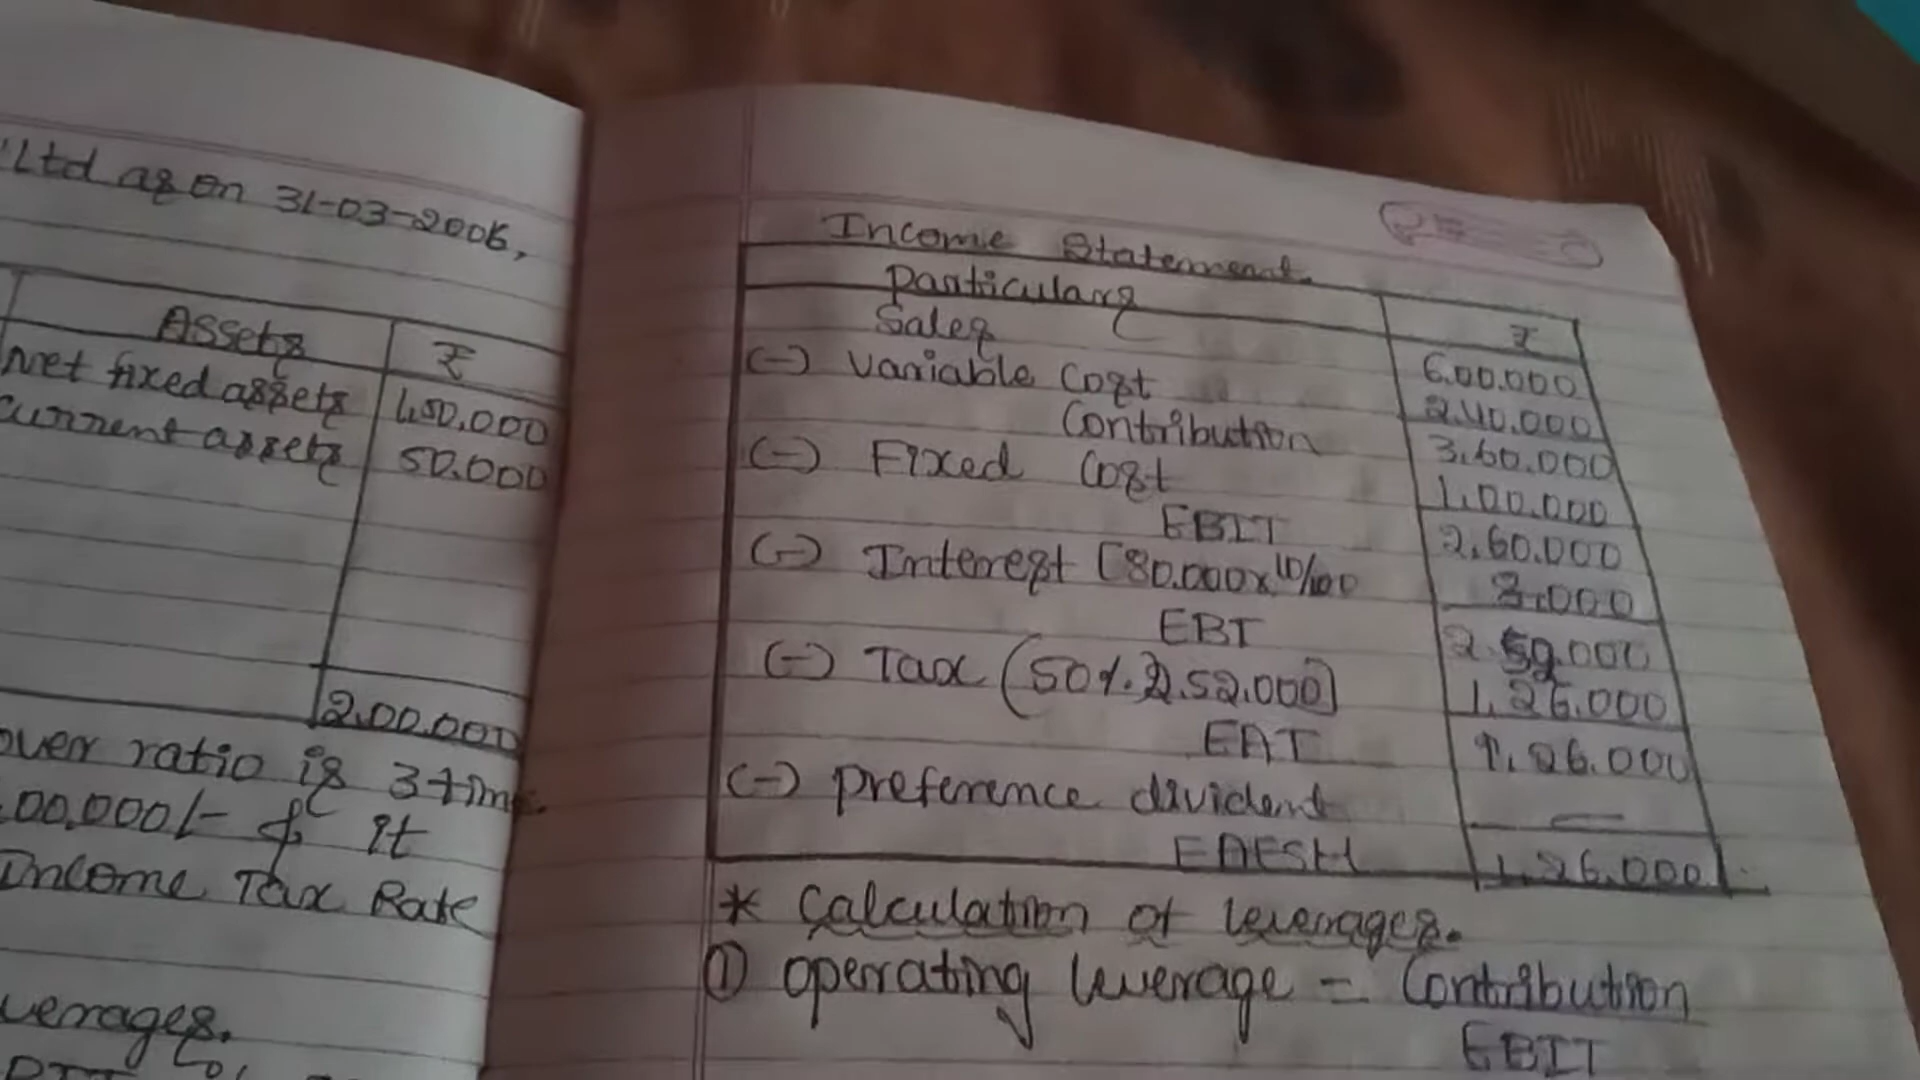 Ltd as on 31-03-2006,
Assets ₹
Net fixed assets 1,50,000
current assets 50,000
2,00,000
over ratio is 3 tim
,00,000/- & it
Income Tax Rate
verages.
Income Statement.
Particulars ₹
Sales 6,00,000
(-) Variable Cost 2,40,000
Contribution 3,60,000
(-) Fixed Cost 1,00,000
EBIT 2,60,000
(-) Interest [80,000x10/100 8,000
EBT 2,52,000
(-) Tax (50% 2,52,000) 1,26,000
EAT 1,26,000
(-) preference divident —
EAESH 1,26,000
* Calculation of leverages.
① operating leverage = Contribution
EBIT